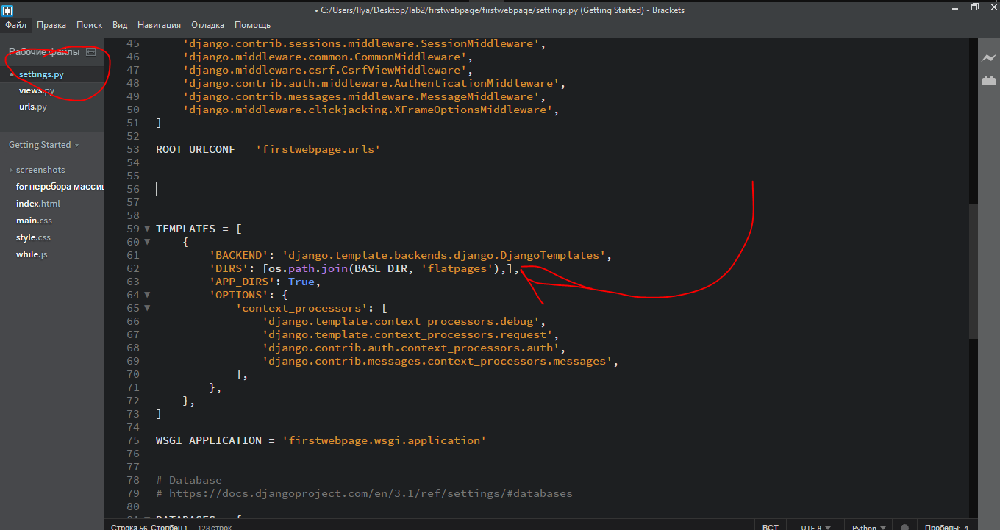 • C:/Users/Ilya/Desktop/lab2/firstwebpage/firstwebpage/settings.py (Getting Started) - Brackets
Файл Правка Поиск Вид Навигация Отладка Помощь
Рабочие файлы
settings.py
views.py
urls.py
Getting Started
screenshots
for перебора массив
index.html
main.css
style.css
while.js
45 'django.contrib.sessions.middleware.SessionMiddleware',
46 'django.middleware.common.CommonMiddleware',
47 'django.middleware.csrf.CsrfViewMiddleware',
48 'django.contrib.auth.middleware.AuthenticationMiddleware',
49 'django.contrib.messages.middleware.MessageMiddleware',
50 'django.middleware.clickjacking.XFrameOptionsMiddleware',
51 ]
52
53 ROOT_URLCONF = 'firstwebpage.urls'
54
55
56
57
58
59 TEMPLATES = [
60 {
61 'BACKEND': 'django.template.backends.django.DjangoTemplates',
62 'DIRS': [os.path.join(BASE_DIR, 'flatpages'),],
63 'APP_DIRS': True,
64 'OPTIONS': {
65 'context_processors': [
66 'django.template.context_processors.debug',
67 'django.template.context_processors.request',
68 'django.contrib.auth.context_processors.auth',
69 'django.contrib.messages.context_processors.messages',
70 ],
71 },
72 },
73 ]
74
75 WSGI_APPLICATION = 'firstwebpage.wsgi.application'
76
77
78 # Database
79 # https://docs.djangoproject.com/en/3.1/ref/settings/#databases
80
81 DATABASES = {
Строка 56, Столбец 1 — 128 строк ВСТ UTF-8 Python Пробелы: 4